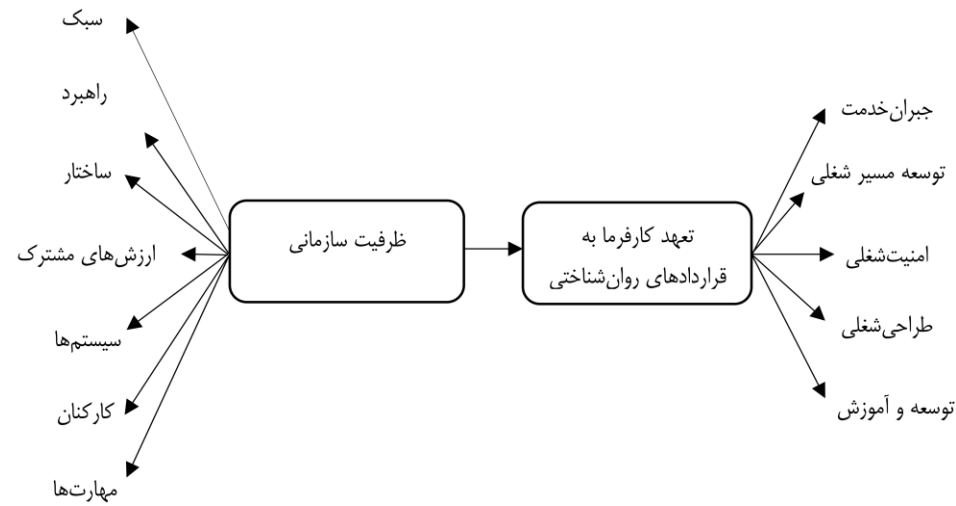 سبک
راهبرد
ساختار
ارزش‌های مشترک
سیستم‌ها
کارکنان
مهارت‌ها
ظرفیت سازمانی
تعهد کارفرما به
قراردادهای روان‌شناختی
جبران‌خدمت
توسعه مسیر شغلی
امنیت‌شغلی
طراحی‌شغلی
توسعه و آموزش